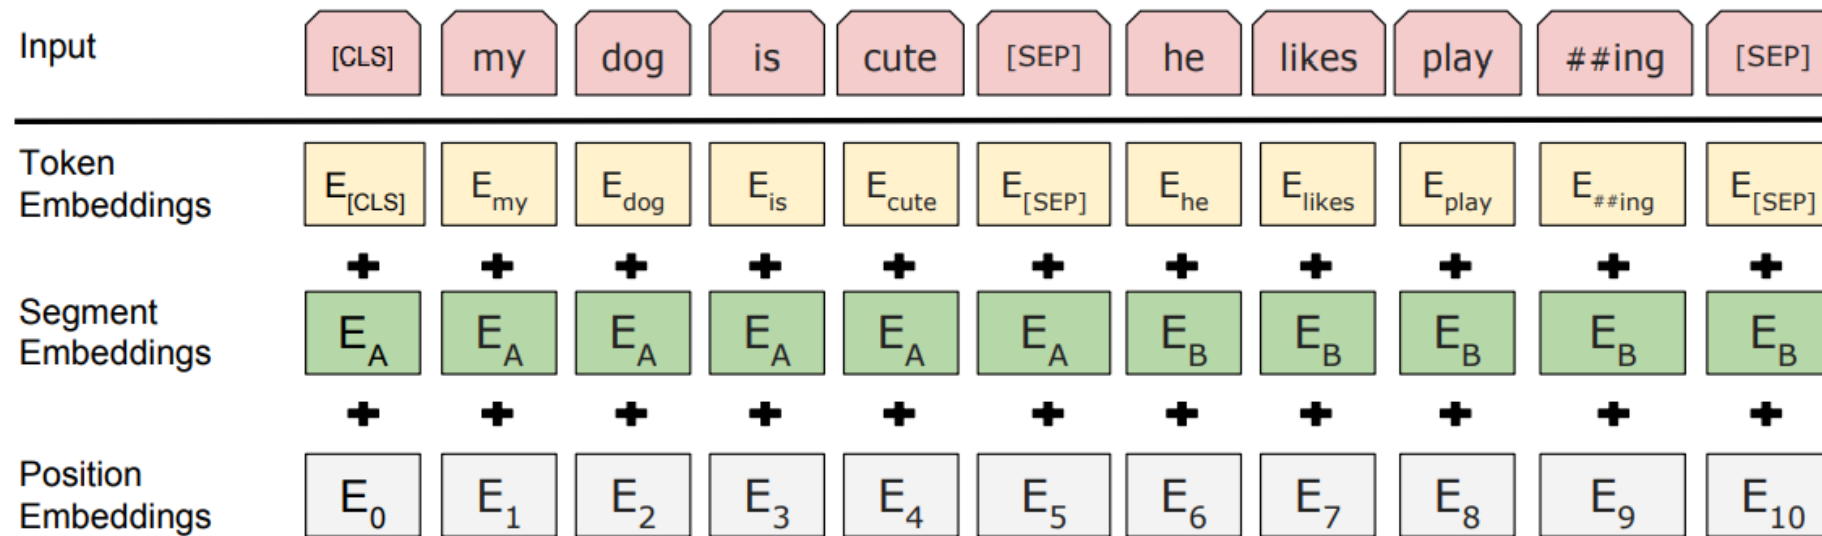 Input [CLS] my dog is cute [SEP] he likes play ##ing [SEP]
Token Embeddings E[CLS] Emy Edog Eis Ecute E[SEP] Ehe Elikes Eplay E##ing E[SEP]
+ + + + + + + + + + +
Segment Embeddings EA EA EA EA EA EA EB EB EB EB EB
+ + + + + + + + + + +
Position Embeddings E0 E1 E2 E3 E4 E5 E6 E7 E8 E9 E10